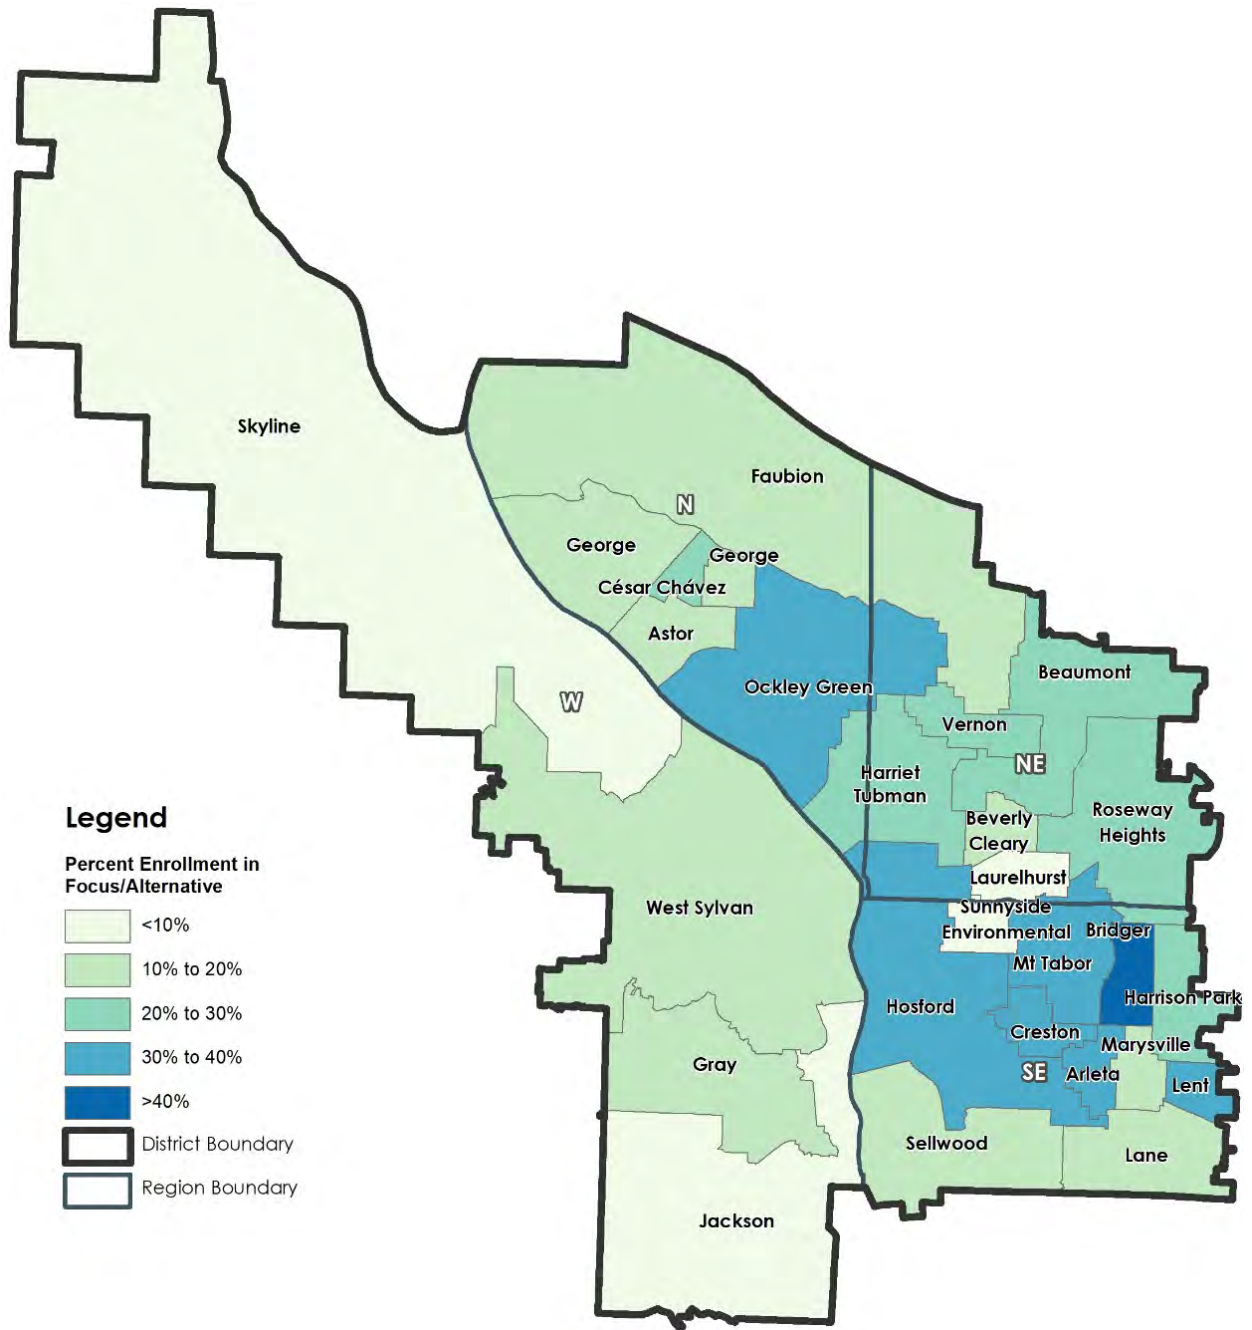 Skyline
Faubion
N
George
George
César Chávez
Astor
Beaumont
Ockley Green
W
Vernon
NE
Harriet
Tubman
Roseway
Heights
Beverly
Cleary
Laurelhurst
West Sylvan
Sunnyside
Environmental
Bridger
Mt Tabor
Harrison Park
Hosford
Creston
Marysville
Gray
SE
Arleta
Lent
Sellwood
Lane
Jackson
Legend
Percent Enrollment in
Focus/Alternative
<10%
10% to 20%
20% to 30%
30% to 40%
>40%
District Boundary
Region Boundary